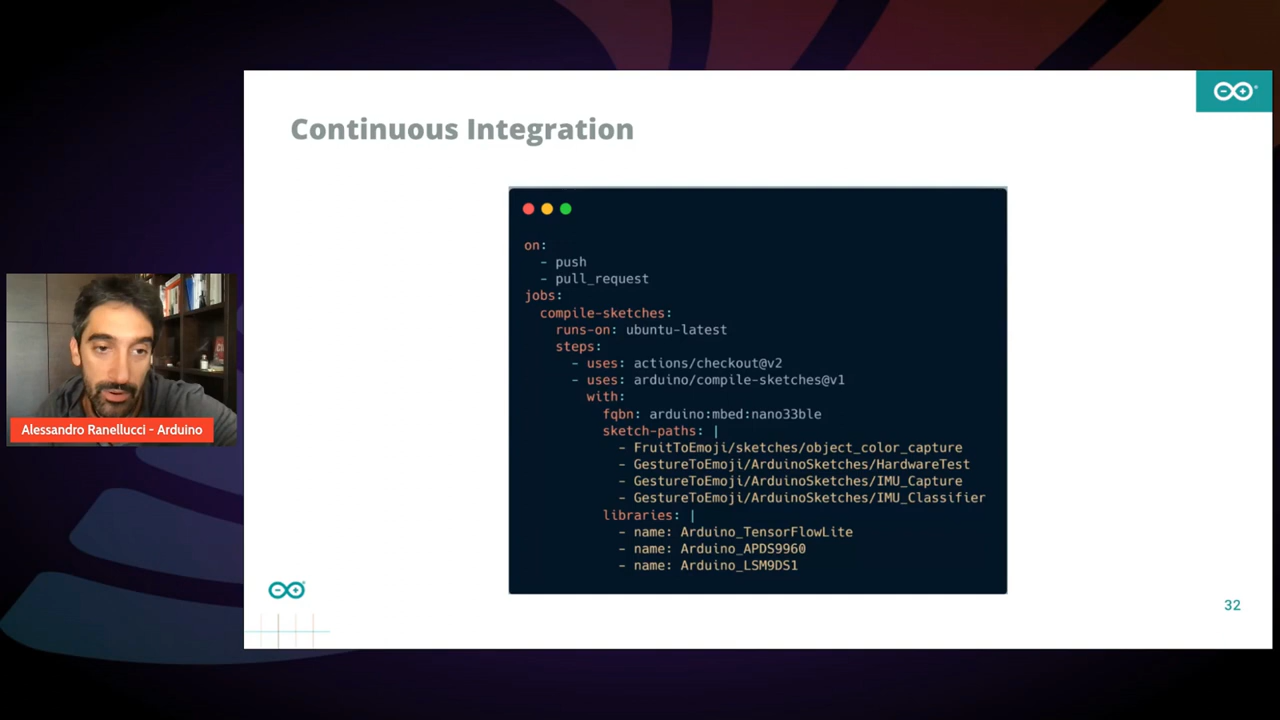 Continuous Integration
on:
- push
- pull_request
jobs:
compile-sketches:
runs-on: ubuntu-latest
steps:
- uses: actions/checkout@v2
- uses: arduino/compile-sketches@v1
with:
fqbn: arduino:mbed:nano33ble
sketch-paths: |
- FruitToEmoji/sketches/object_color_capture
- GestureToEmoji/ArduinoSketches/HardwareTest
- GestureToEmoji/ArduinoSketches/IMU_Capture
- GestureToEmoji/ArduinoSketches/IMU_Classifier
libraries: |
- name: Arduino_TensorFlowLite
- name: Arduino_APDS9960
- name: Arduino_LSM9DS1
Alessandro Ranellucci - Arduino
32